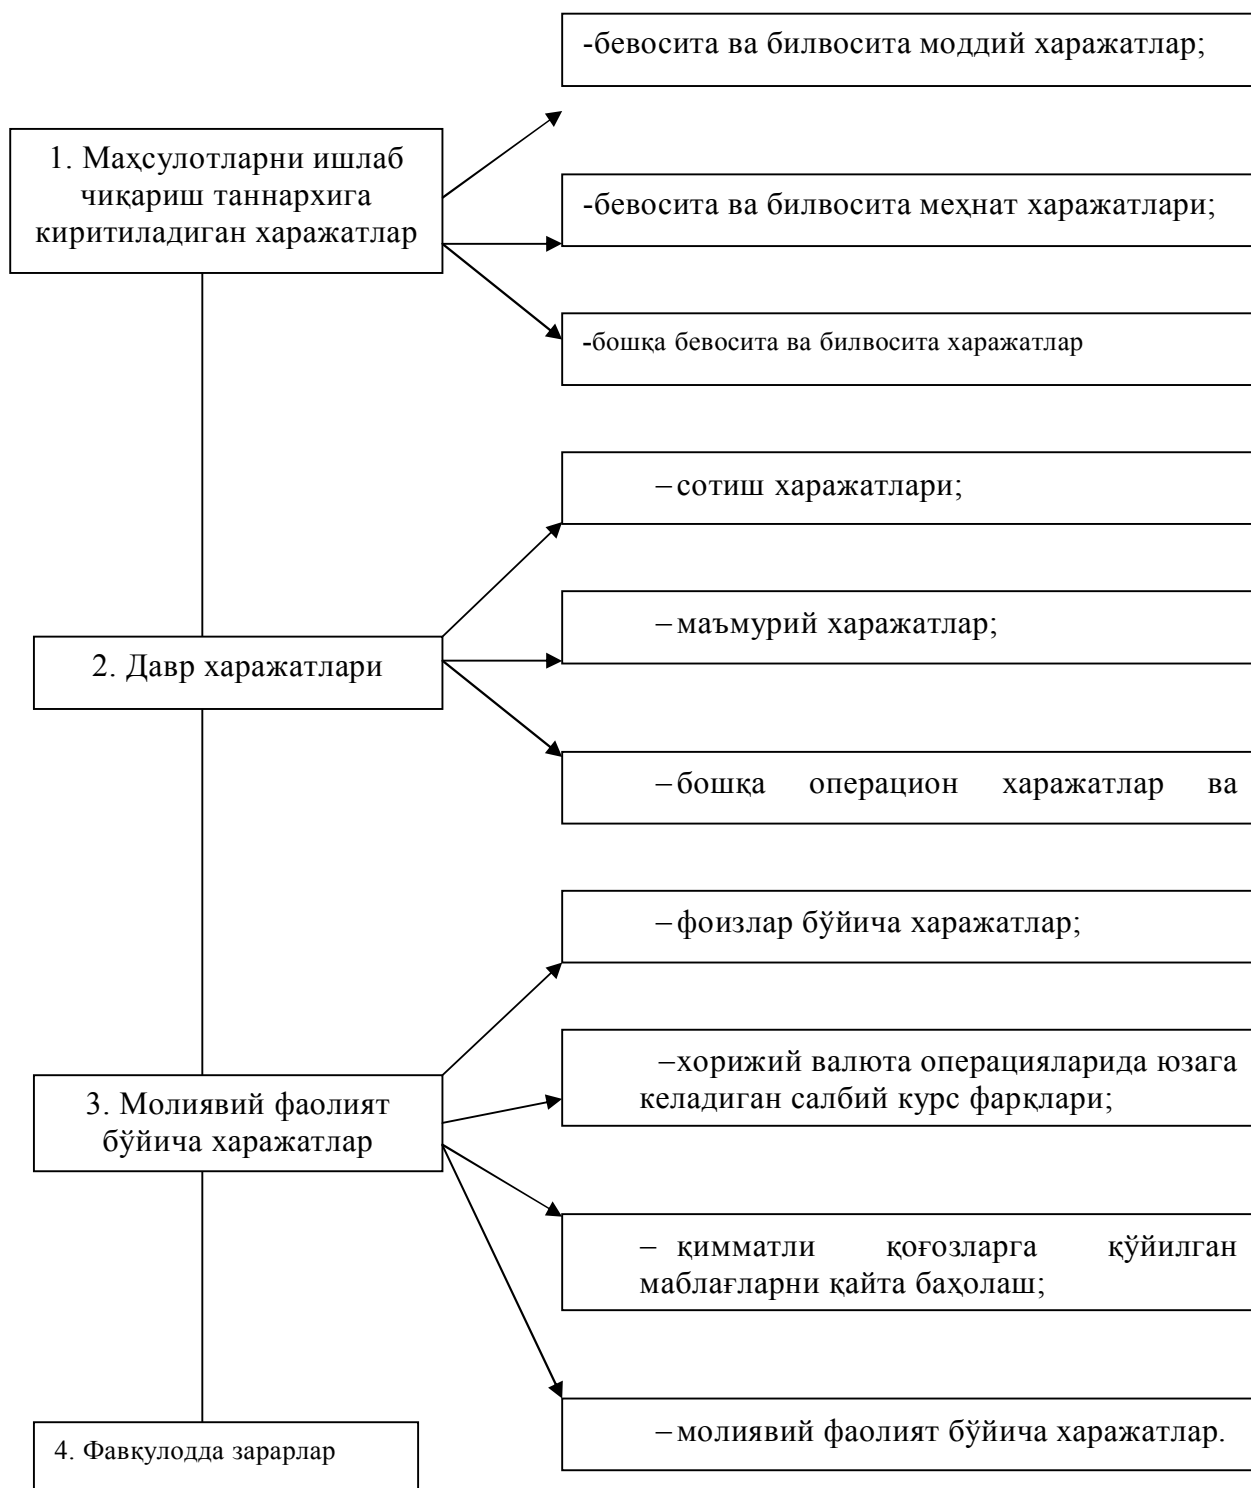 -бевосита ва билвосита моддий харажатлар;
1. Маҳсулотларни ишлаб
чиқариш таннархига
киритиладиган харажатлар
-бевосита ва билвосита меҳнат харажатлари;
-бошқа бевосита ва билвосита харажатлар
–сотиш харажатлари;
–маъмурий харажатлар;
2. Давр харажатлари
–бошқа операцион харажатлар ва
–фоизлар бўйича харажатлар;
–хорижий валюта операцияларида юзага
келадиган салбий курс фарқлари;
3. Молиявий фаолият
бўйича харажатлар
– қимматли қоғозларга қўйилган
маблағларни қайта баҳолаш;
–молиявий фаолият бўйича харажатлар.
4. Фавқулодда зарарлар